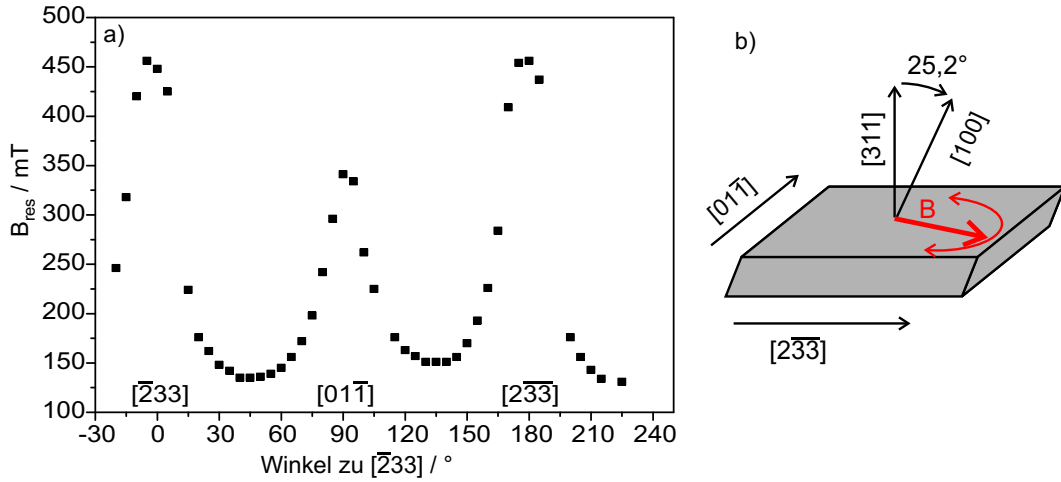 a)
500
450
400
350
300
250
200
150
100
B_res / mT
[2̅33]
[011̅]
[23̅3̅]
-30 0 30 60 90 120 150 180 210 240
Winkel zu [2̅33] / °
b)
25,2°
[311]
[100]
[011̅]
B
[23̅3̅]